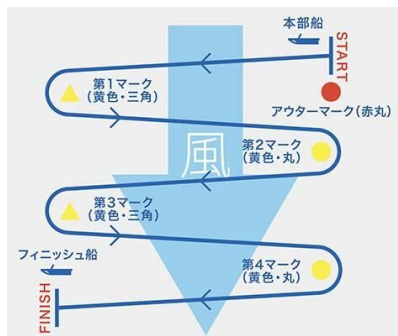 本部船
START
アウターマーク(赤丸)
第1マーク
(黄色・三角)
風
第2マーク
(黄色・丸)
第3マーク
(黄色・三角)
フィニッシュ船
第4マーク
(黄色・丸)
FINISH